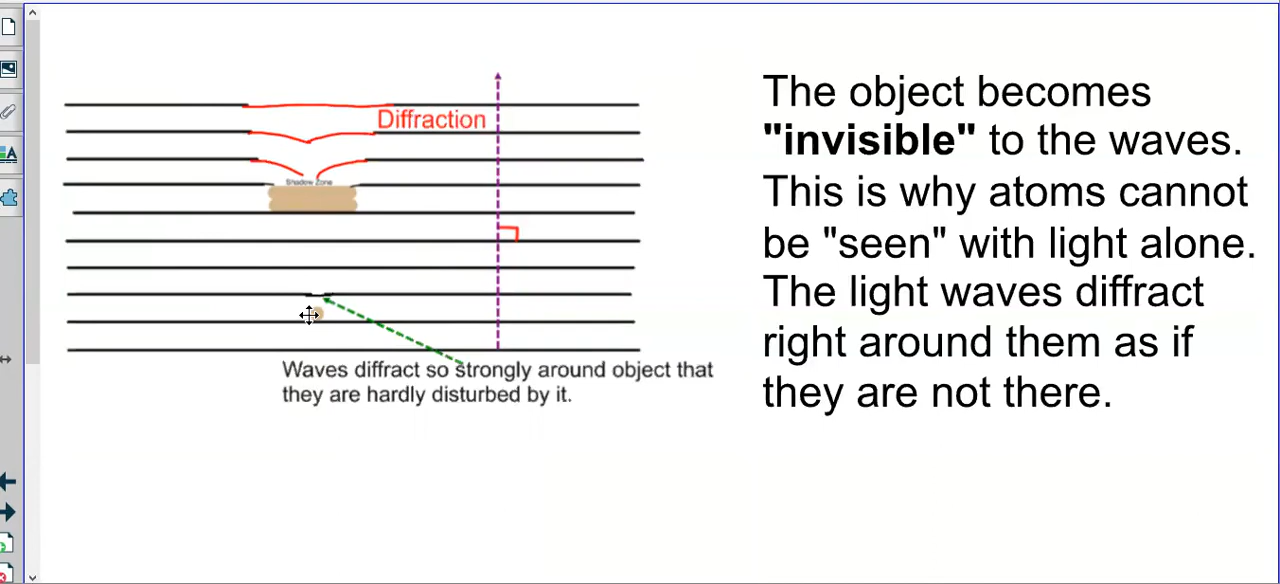 Diffraction
Shadow Zone
Waves diffract so strongly around object that
they are hardly disturbed by it.
The object becomes
"invisible" to the waves.
This is why atoms cannot
be "seen" with light alone.
The light waves diffract
right around them as if
they are not there.